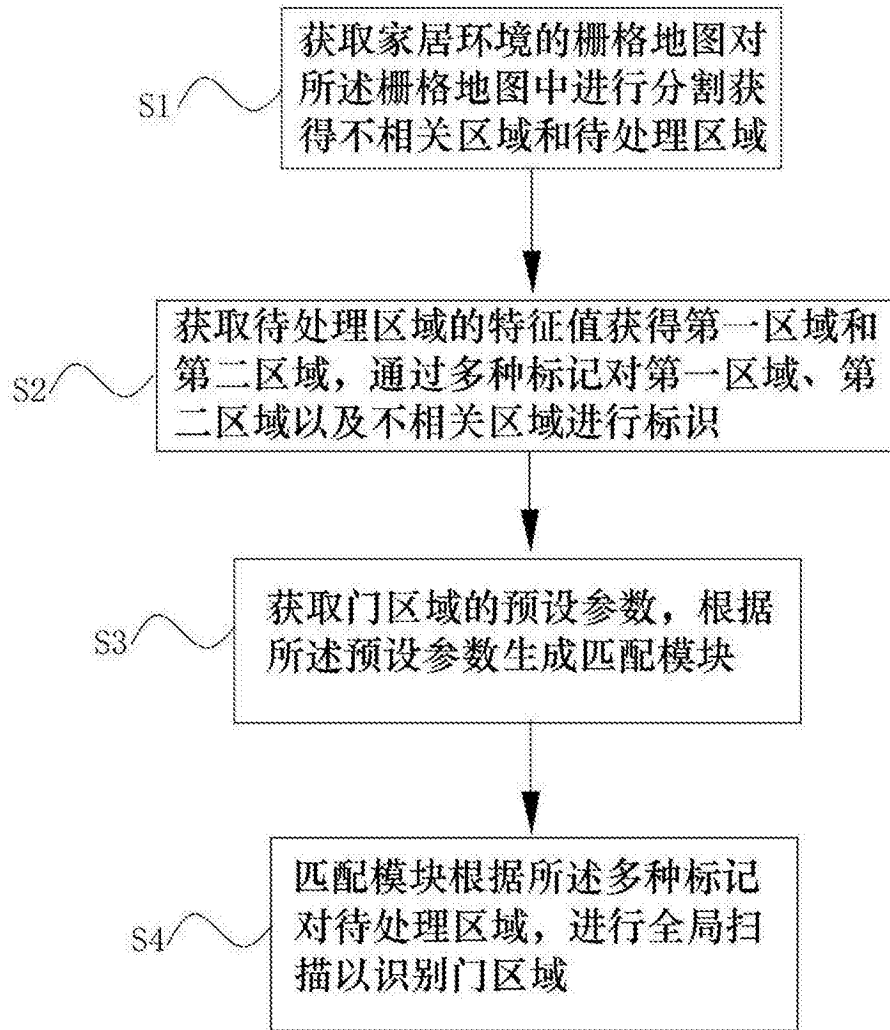 获取家居环境的栅格地图对
所述栅格地图中进行分割获
得不相关区域和待处理区域
S1
获取待处理区域的特征值获得第一区域和
第二区域，通过多种标记对第一区域、第
二区域以及不相关区域进行标识
S2
获取门区域的预设参数，根据
所述预设参数生成匹配模块
S3
匹配模块根据所述多种标记
对待处理区域，进行全局扫
描以识别门区域
S4